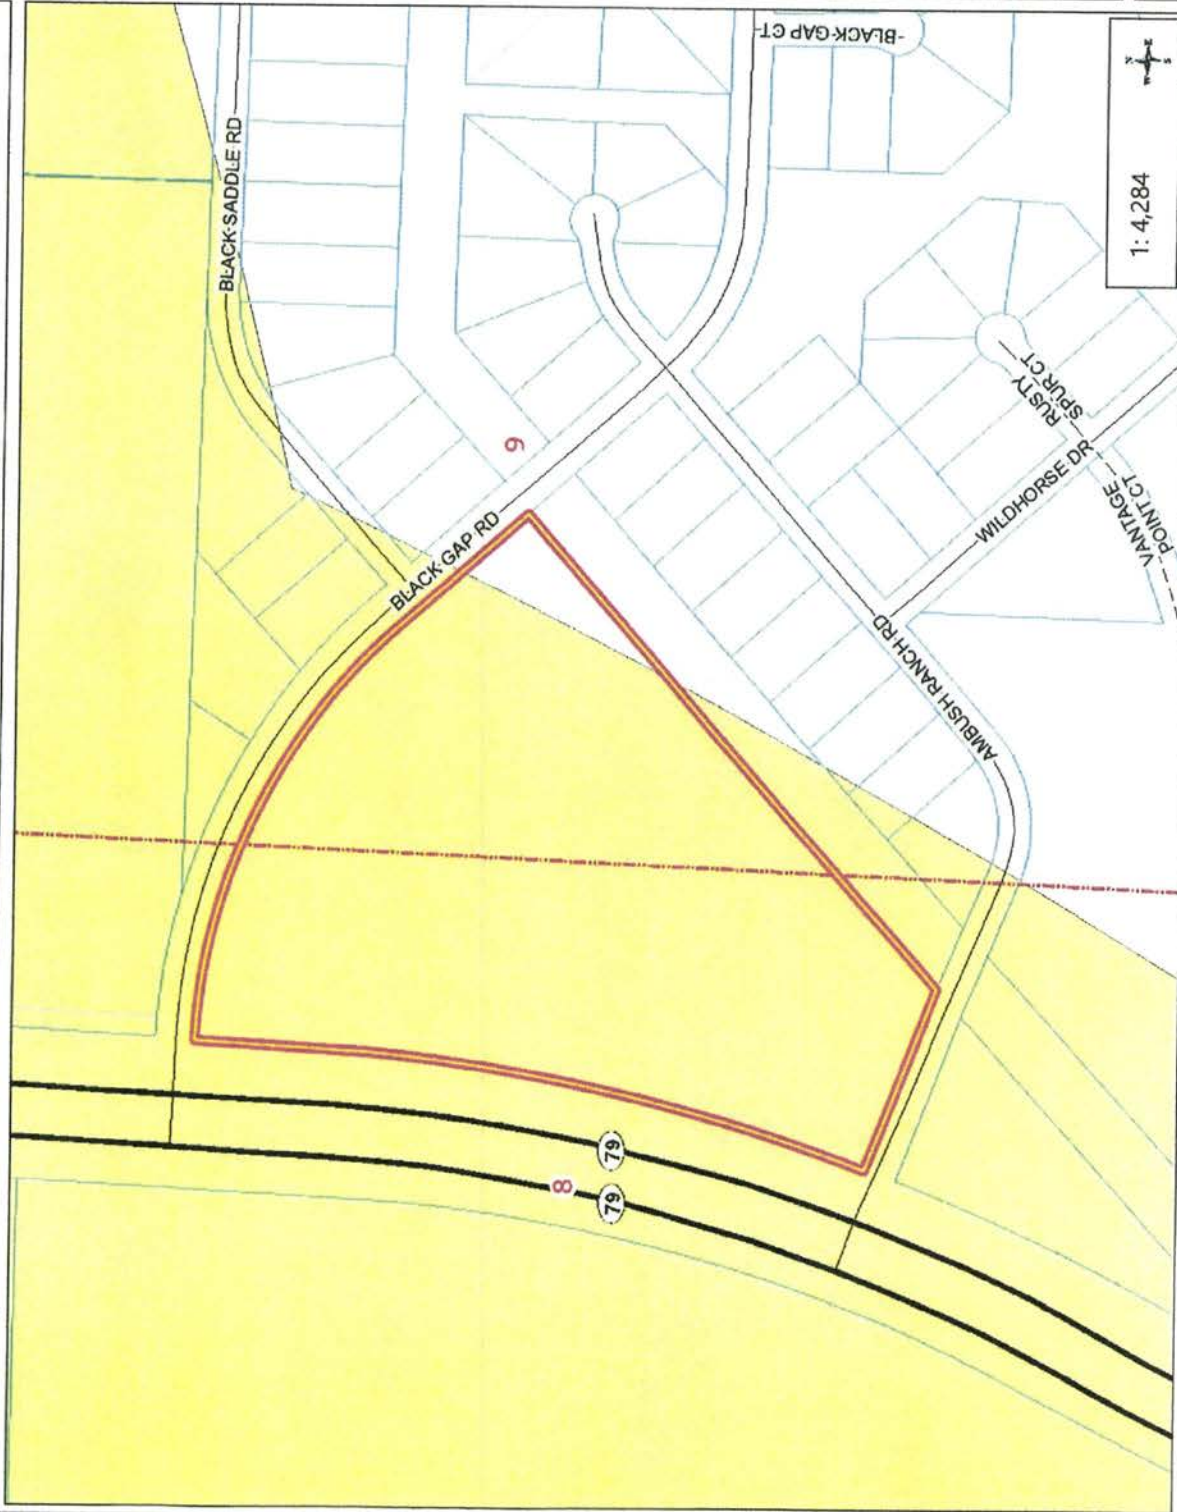 BLACK GAP CT
BLACK SADDLE RD
N
W E
S
1: 4,284
9
BLACK GAP RD
RUSTY
SPUR CT
WILDHORSE DR
VANTAGE
POINT CT
AMBUSH RANCH RD
79
8
79